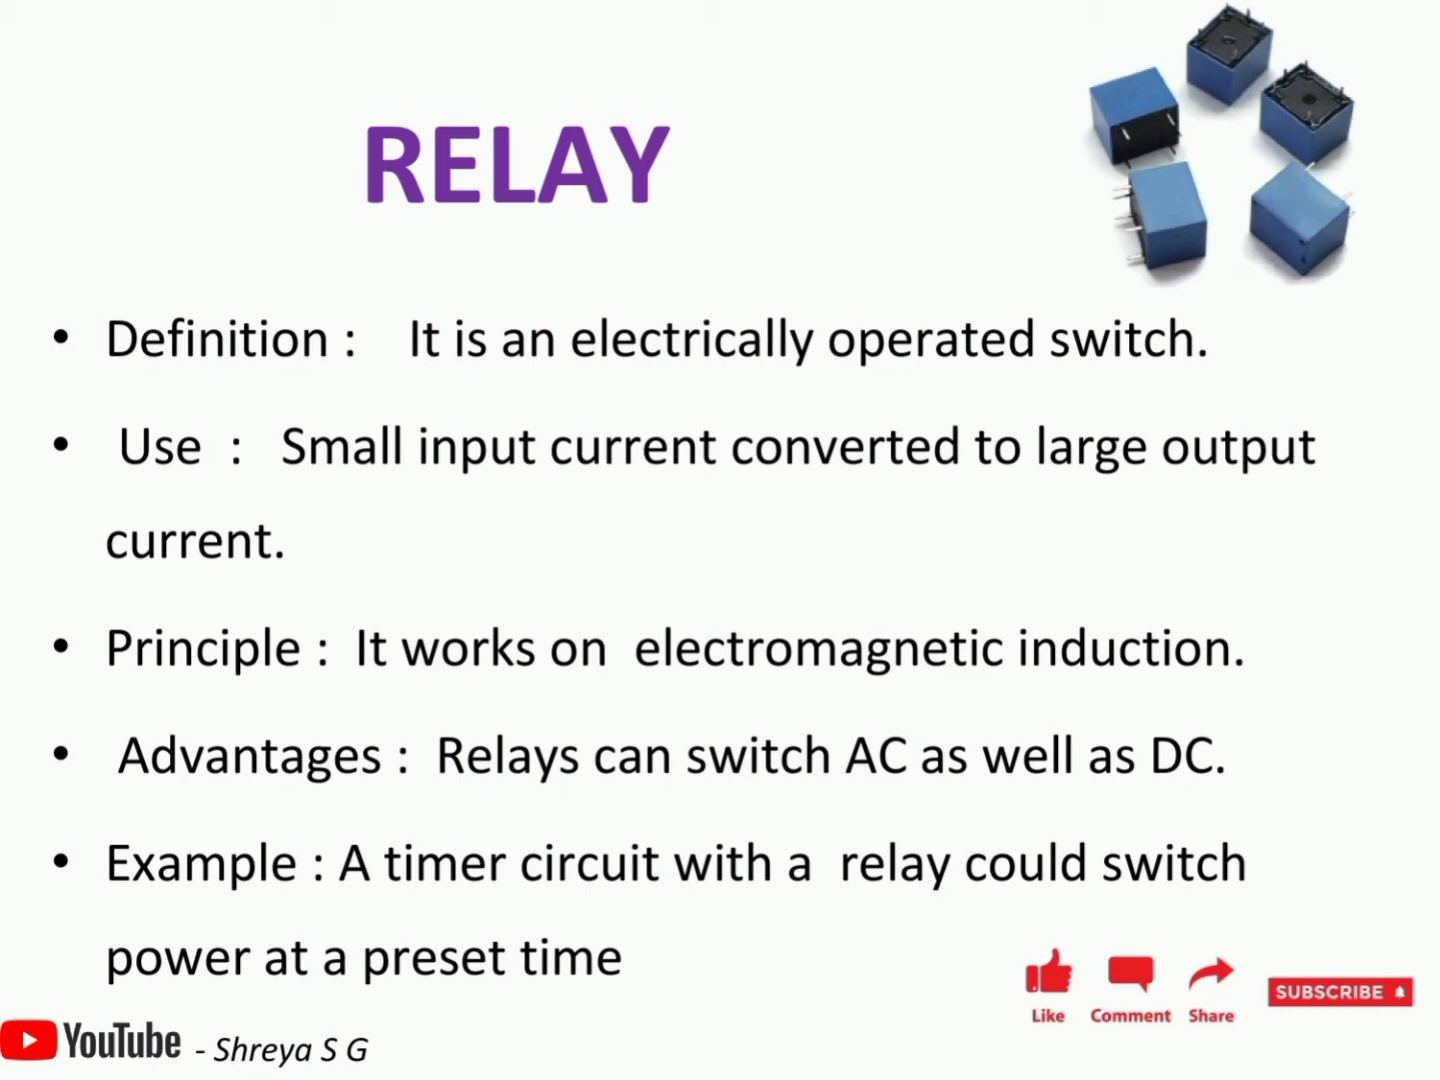 RELAY
• Definition : It is an electrically operated switch.
• Use : Small input current converted to large output
current.
• Principle : It works on electromagnetic induction.
• Advantages : Relays can switch AC as well as DC.
• Example : A timer circuit with a relay could switch
power at a preset time
Like Comment Share SUBSCRIBE
YouTube - Shreya S G